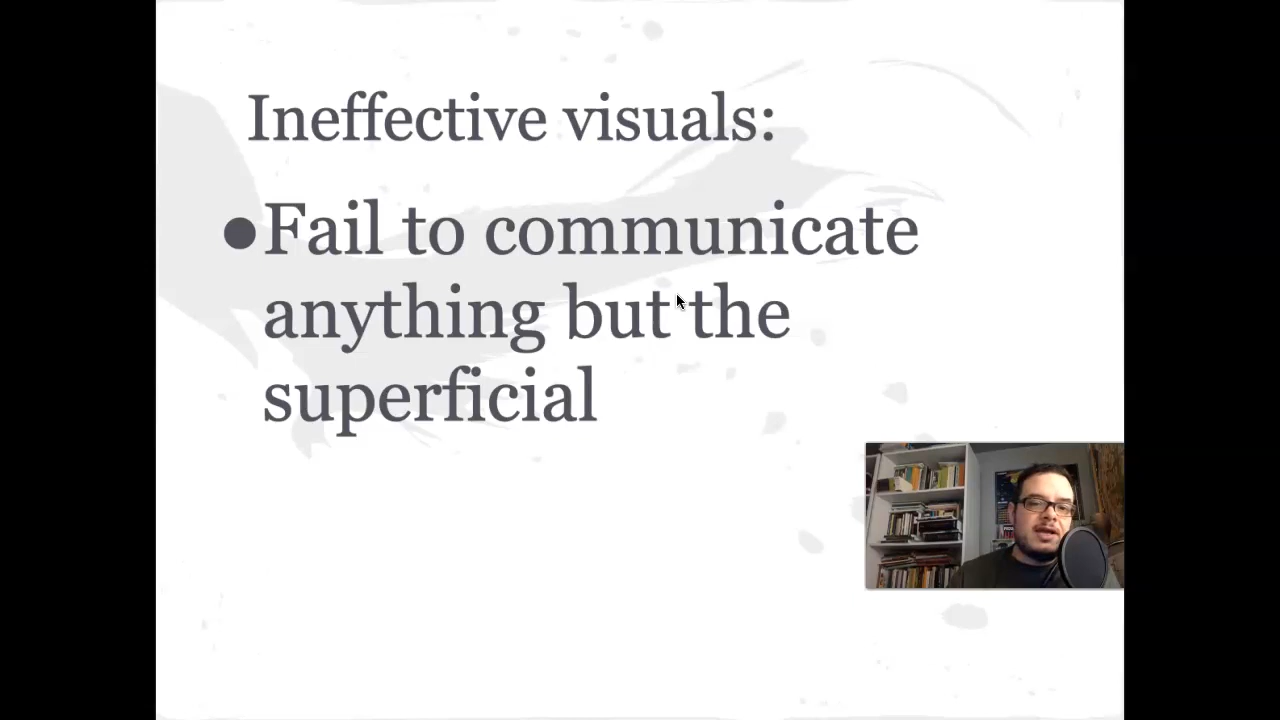 Ineffective visuals:
●Fail to communicate
anything but the
superficial